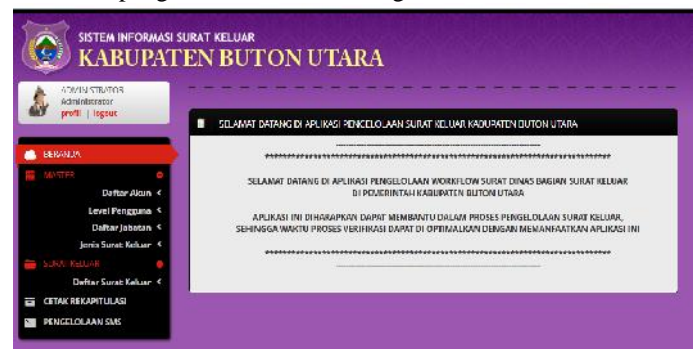 SISTEM INFORMASI SURAT KELUAR
KABUPATEN BUTON UTARA
ADMINISTRATOR
Administrator
profil | logout
SELAMAT DATANG DI APLIKASI PENGELOLAAN SURAT KELUAR KABUPATEN BUTON UTARA
BERANDA
MASTER
Daftar Akun <
Level Pengguna <
Daftar Jabatan <
Jenis Surat Keluar <
SURAT KELUAR
Daftar Surat Keluar <
CETAK REKAPITULASI
PENGELOLAAN SMS
SELAMAT DATANG DI APLIKASI PENGELOLAAN WORKFLOW SURAT DINAS BAGIAN SURAT KELUAR
DI PEMERINTAH KABUPATEN BUTON UTARA
APLIKASI INI DIHARAPKAN DAPAT MEMBANTU DALAM PROSES PENGELOLAAN SURAT KELUAR,
SEHINGGA WAKTU PROSES VERIFIKASI DAPAT DI OPTIMALKAN DENGAN MEMANFAATKAN APLIKASI INI